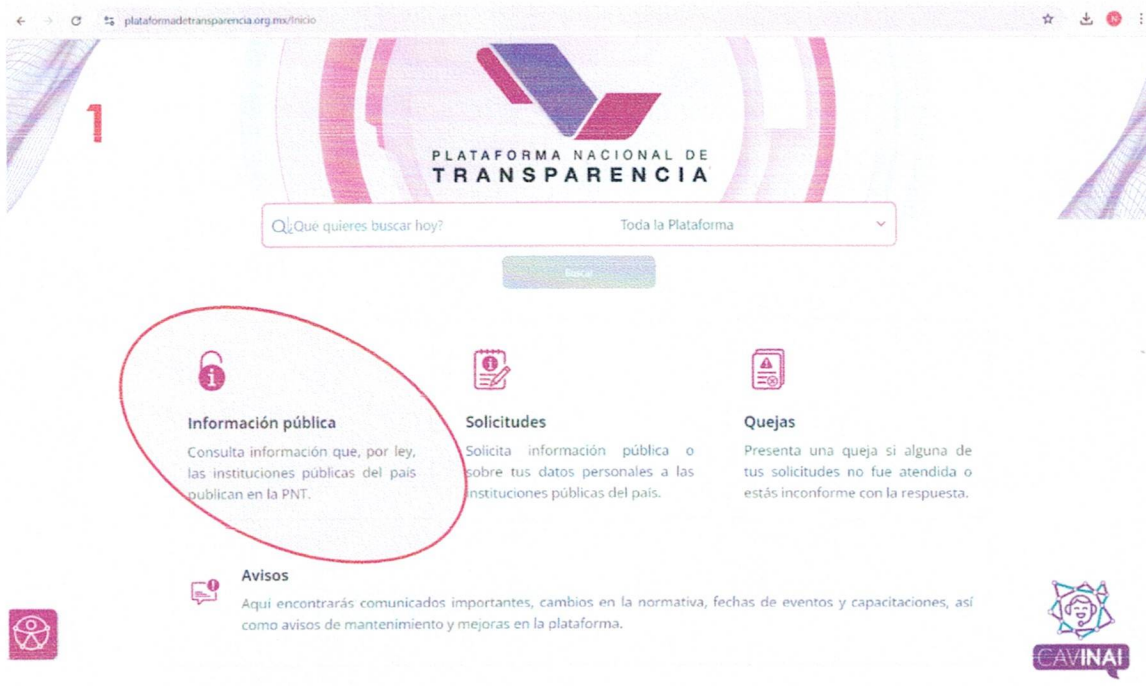 plataformadetransparencia.org.mx/Inicio
N
1
PLATAFORMA NACIONAL DE
TRANSPARENCIA
¿Qué quieres buscar hoy?
Toda la Plataforma
Buscar
Información pública
Solicitudes
Quejas
Consulta información que, por ley,
las instituciones públicas del país
publican en la PNT.
Solicita información pública o
sobre tus datos personales a las
instituciones públicas del país.
Presenta una queja si alguna de
tus solicitudes no fue atendida o
estás inconforme con la respuesta.
Avisos
Aquí encontrarás comunicados importantes, cambios en la normativa, fechas de eventos y capacitaciones, así
como avisos de mantenimiento y mejoras en la plataforma.
CAVINAI